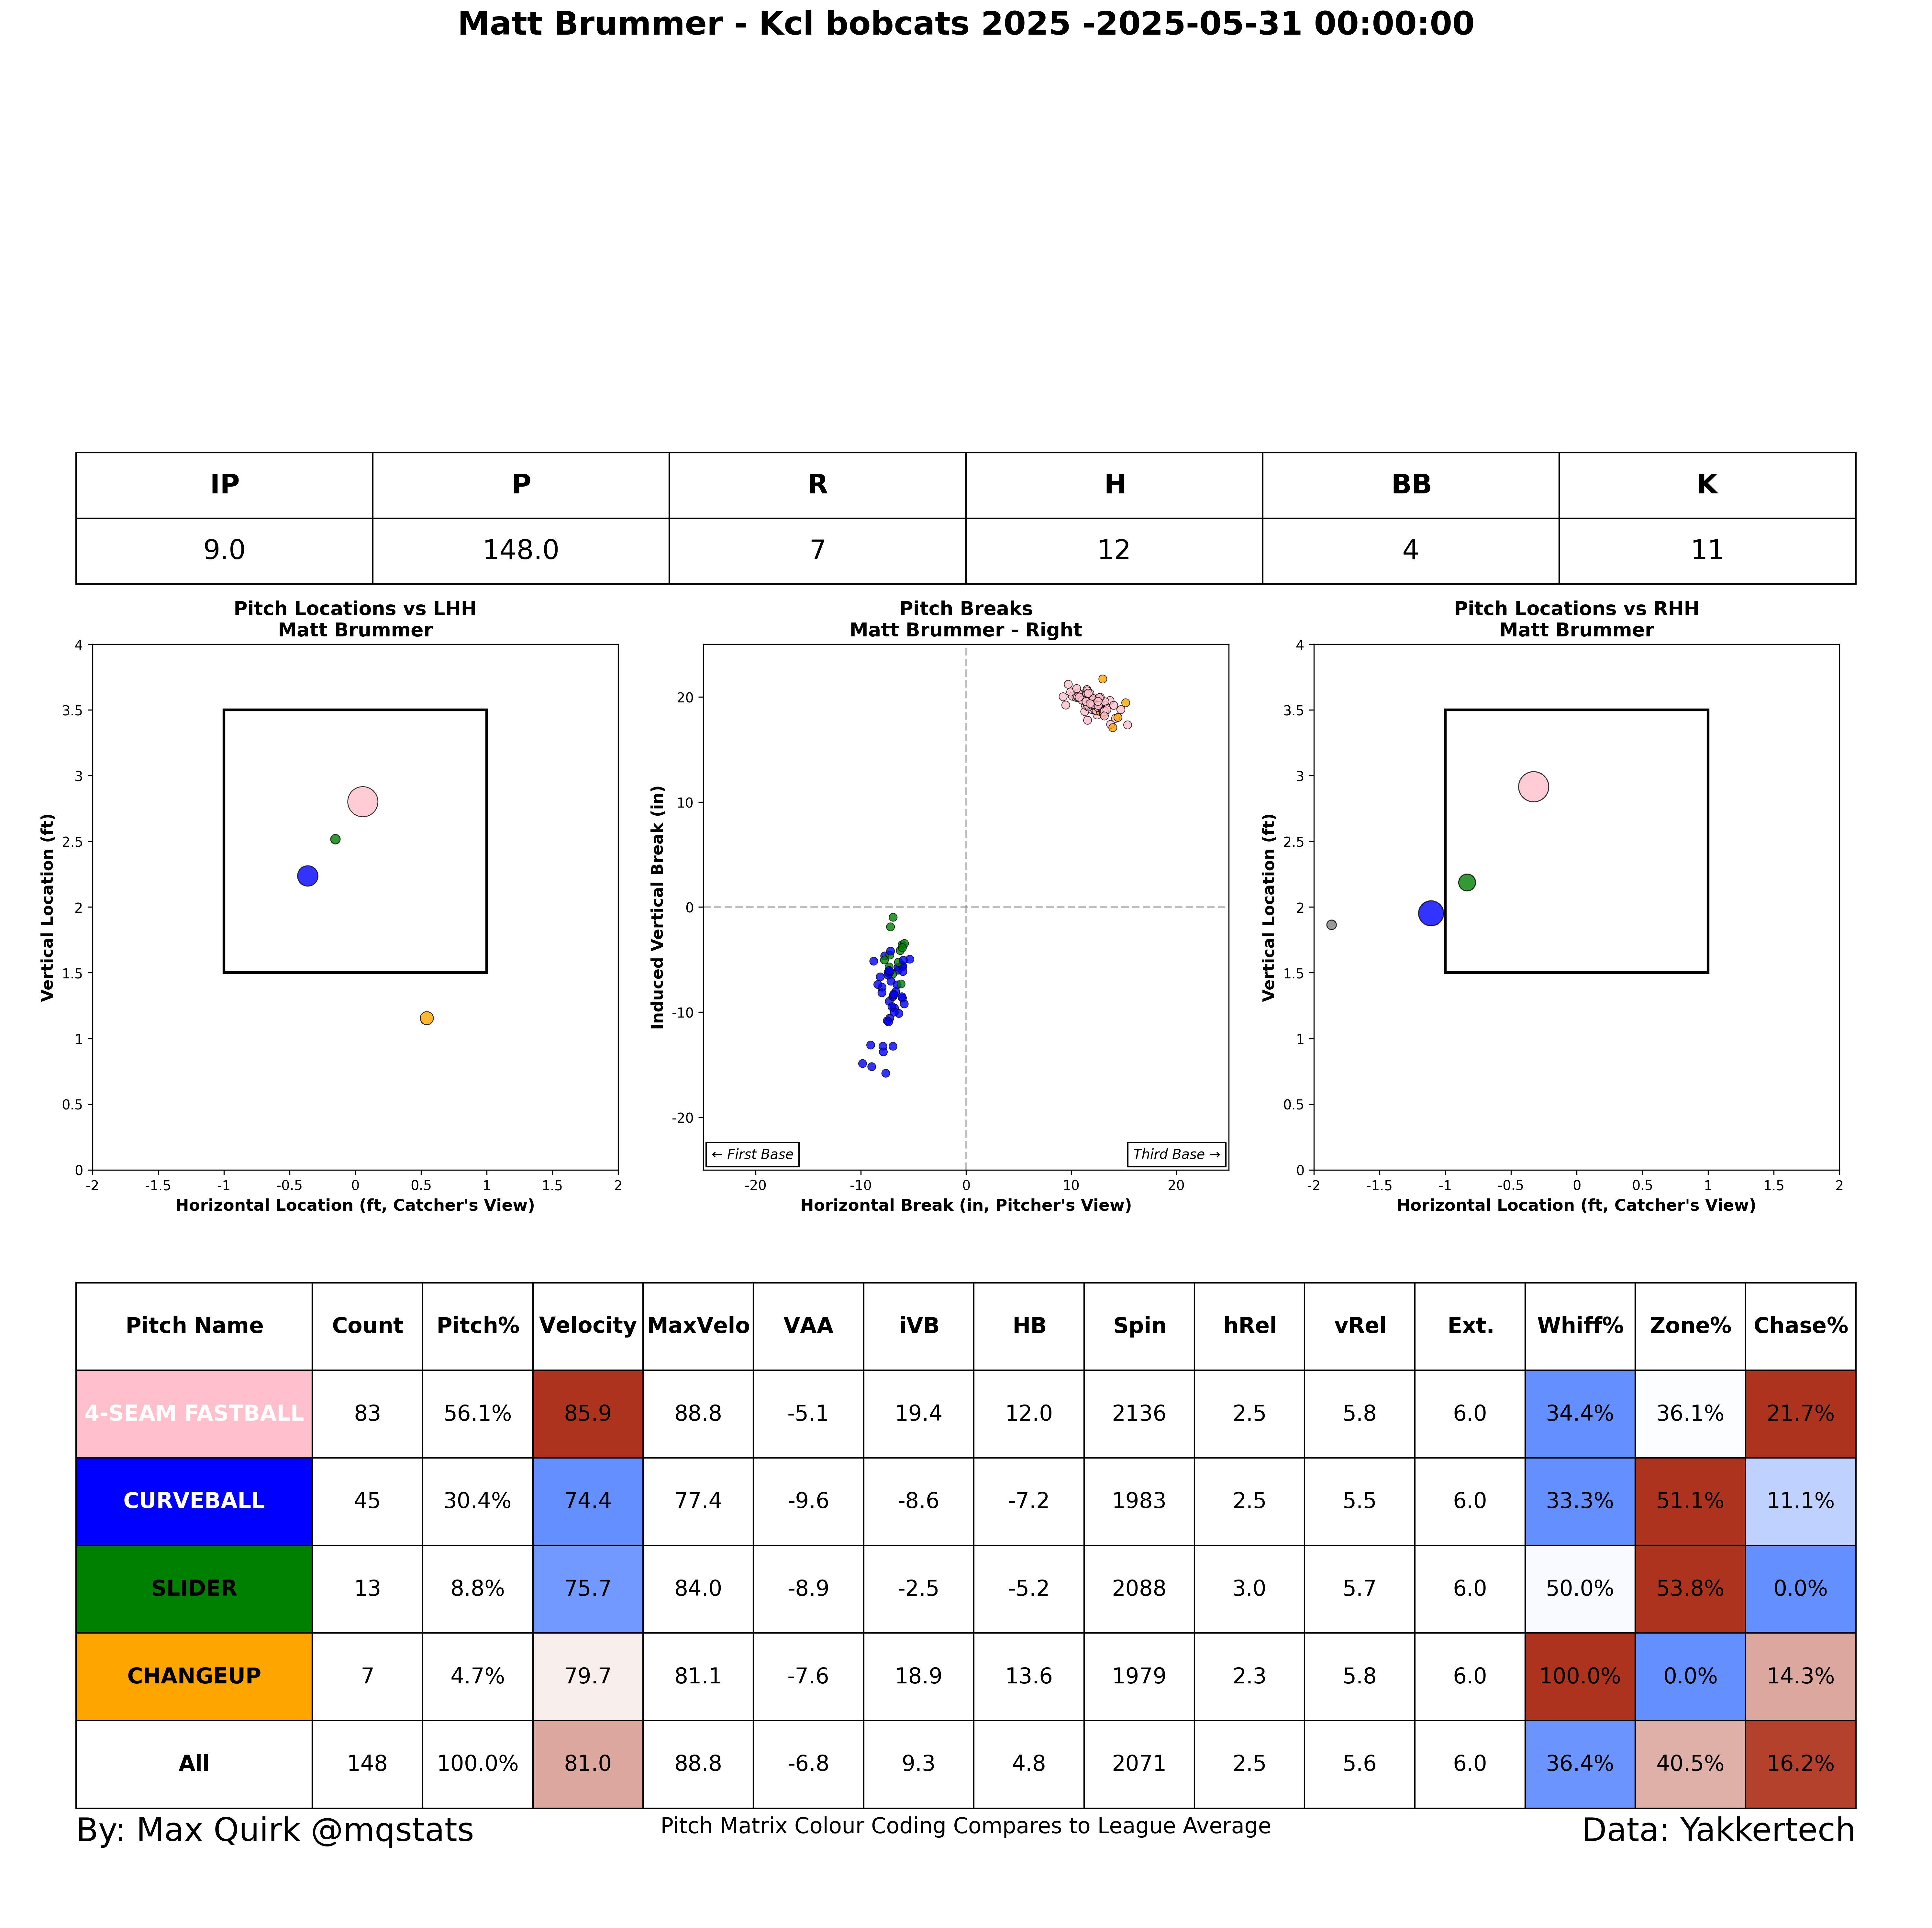 Matt Brummer - Kcl bobcats 2025 -2025-05-31 00:00:00
IP P R H BB K
9.0 148.0 7 12 4 11
Pitch Locations vs LHH
Matt Brummer
4
3.5
3
2.5
2
1.5
1
0.5
0
-2 -1.5 -1 -0.5 0 0.5 1 1.5 2
Vertical Location (ft)
Horizontal Location (ft, Catcher's View)
Pitch Breaks
Matt Brummer - Right
20
10
0
-10
-20
← First Base
Third Base →
-20 -10 0 10 20
Induced Vertical Break (in)
Horizontal Break (in, Pitcher's View)
Pitch Locations vs RHH
Matt Brummer
4
3.5
3
2.5
2
1.5
1
0.5
0
-2 -1.5 -1 -0.5 0 0.5 1 1.5 2
Vertical Location (ft)
Horizontal Location (ft, Catcher's View)
Pitch Name Count Pitch% Velocity MaxVelo VAA iVB HB Spin hRel vRel Ext. Whiff% Zone% Chase%
4-SEAM FASTBALL 83 56.1% 85.9 88.8 -5.1 19.4 12.0 2136 2.5 5.8 6.0 34.4% 36.1% 21.7%
CURVEBALL 45 30.4% 74.4 77.4 -9.6 -8.6 -7.2 1983 2.5 5.5 6.0 33.3% 51.1% 11.1%
SLIDER 13 8.8% 75.7 84.0 -8.9 -2.5 -5.2 2088 3.0 5.7 6.0 50.0% 53.8% 0.0%
CHANGEUP 7 4.7% 79.7 81.1 -7.6 18.9 13.6 1979 2.3 5.8 6.0 100.0% 0.0% 14.3%
All 148 100.0% 81.0 88.8 -6.8 9.3 4.8 2071 2.5 5.6 6.0 36.4% 40.5% 16.2%
By: Max Quirk @mqstats
Pitch Matrix Colour Coding Compares to League Average
Data: Yakkertech